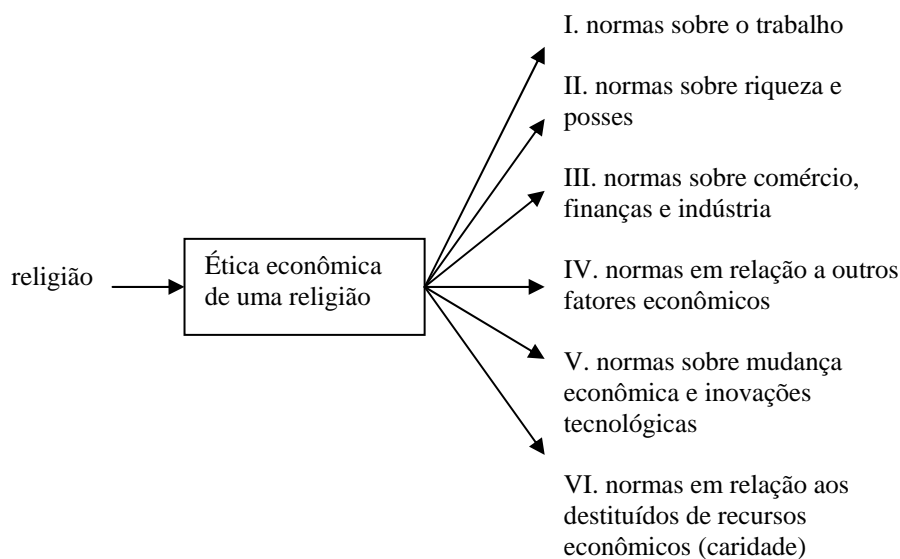 I. normas sobre o trabalho
II. normas sobre riqueza e
posses
III. normas sobre comércio,
finanças e indústria
religião
Ética econômica
de uma religião
IV. normas em relação a outros
fatores econômicos
V. normas sobre mudança
econômica e inovações
tecnológicas
VI. normas em relação aos
destituídos de recursos
econômicos (caridade)